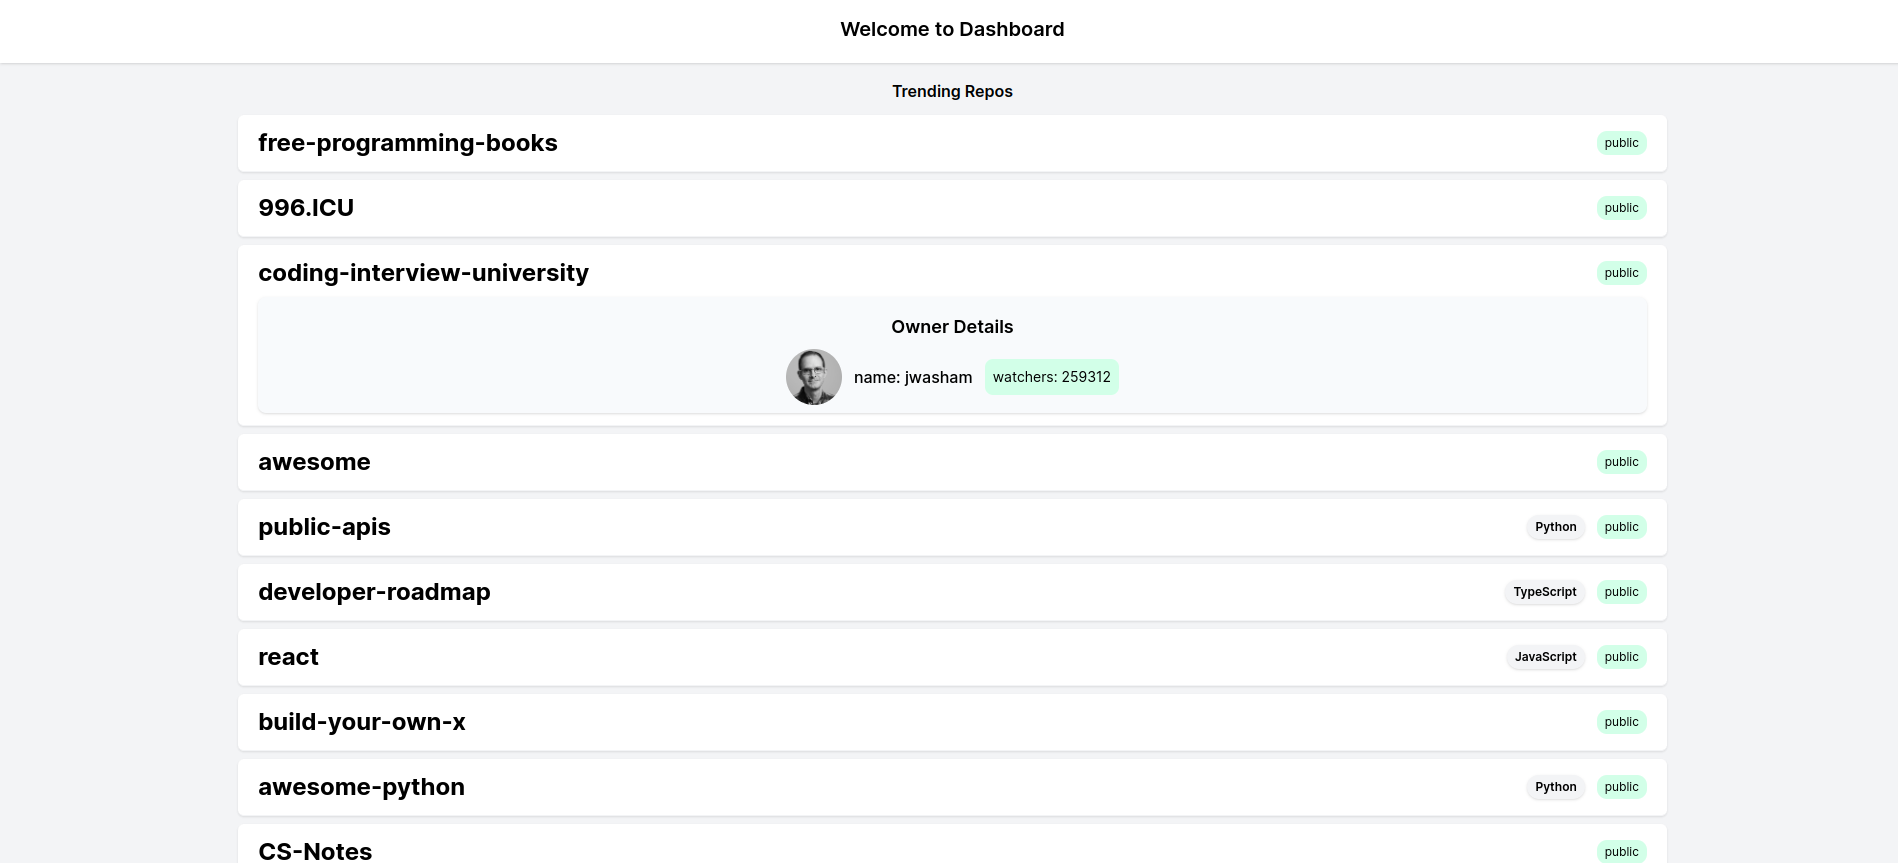 Welcome to Dashboard
Trending Repos
free-programming-books public
996.ICU public
coding-interview-university public
Owner Details
name: jwasham watchers: 259312
awesome public
public-apis Python public
developer-roadmap TypeScript public
react JavaScript public
build-your-own-x public
awesome-python Python public
CS-Notes public